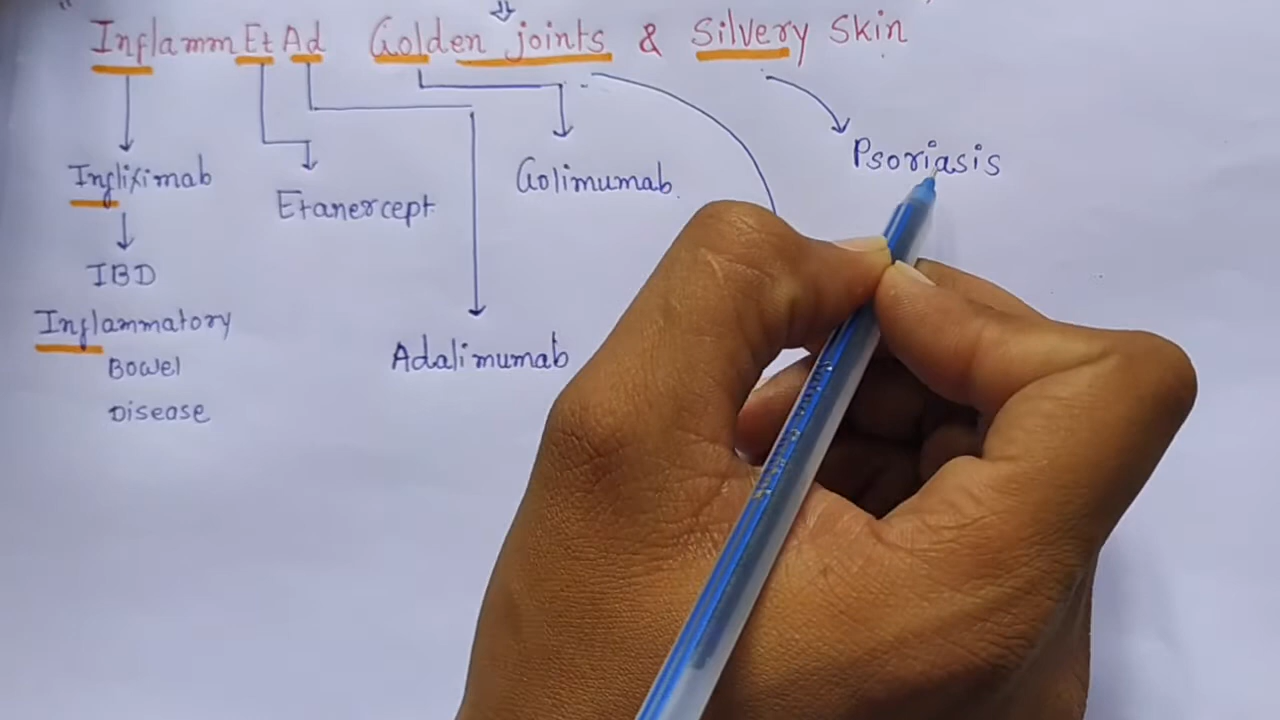 InflammEtAd Golden joints & Silvery Skin
Psoriasis
Infliximab
Golimumab
Etanercept
IBD
Inflammatory
Adalimumab
Bowel
Disease